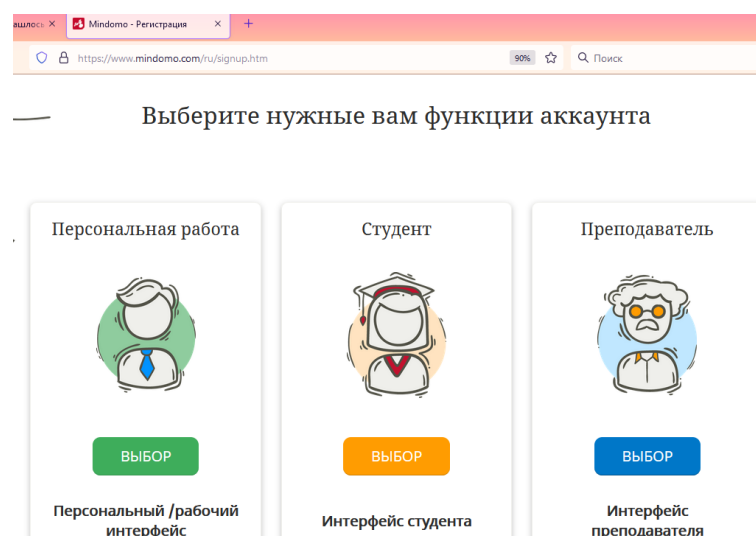 Mindomo - Регистрация
https://www.mindomo.com/ru/signup.htm
90%
Поиск
Выберите нужные вам функции аккаунта
Персональная работа
Студент
Преподаватель
ВЫБОР
ВЫБОР
ВЫБОР
Персональный /рабочий
интерфейс
Интерфейс студента
Интерфейс
преподавателя